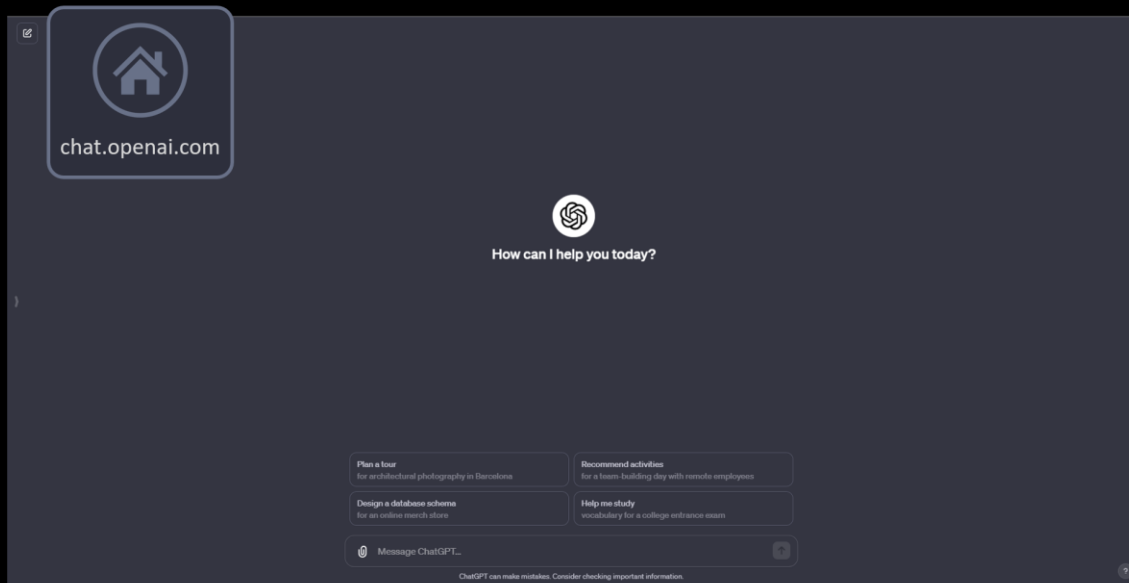 chat.openai.com
How can I help you today?
Plan a tour
for architectural photography in Barcelona
Recommend activities
for a team-building day with remote employees
Design a database schema
for an online merch store
Help me study
vocabulary for a college entrance exam
Message ChatGPT...
ChatGPT can make mistakes. Consider checking important information.
?